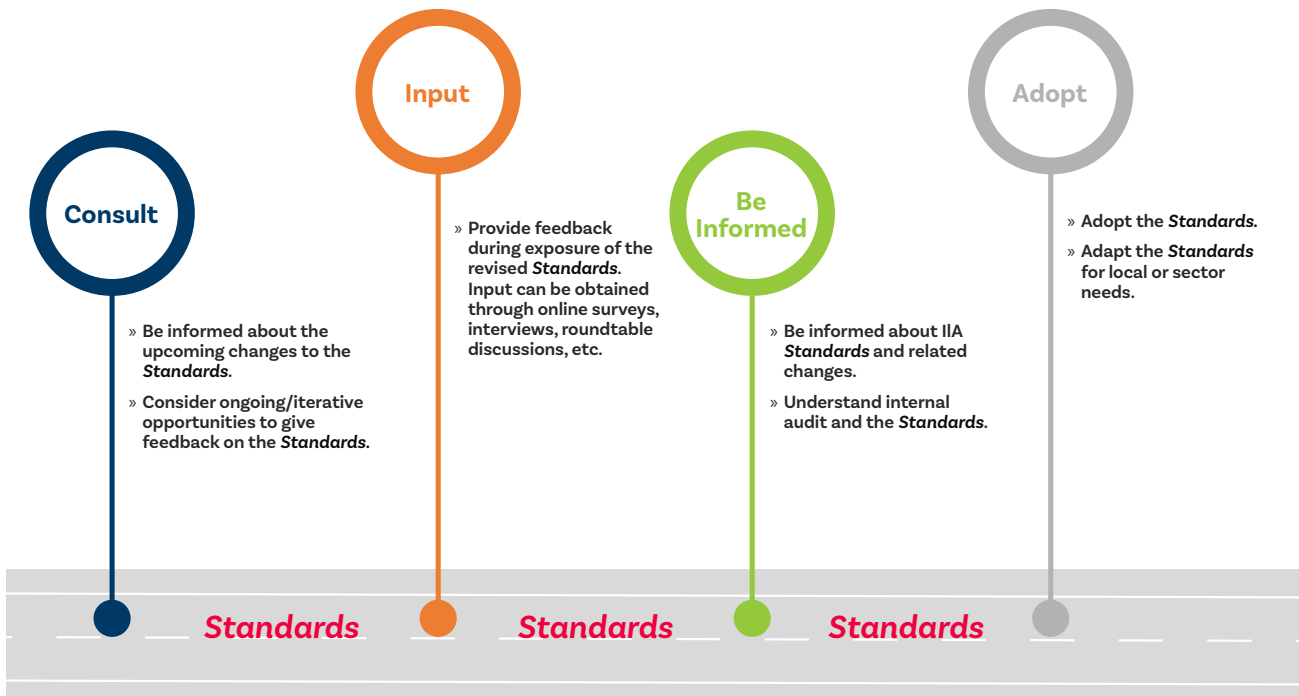 Consult
» Be informed about the
upcoming changes to the
Standards.
» Consider ongoing/iterative
opportunities to give
feedback on the Standards.
Input
» Provide feedback
during exposure of the
revised Standards.
Input can be obtained
through online surveys,
interviews, roundtable
discussions, etc.
Be
Informed
» Be informed about IIA
Standards and related
changes.
» Understand internal
audit and the Standards.
Adopt
» Adopt the Standards.
» Adapt the Standards
for local or sector
needs.
Standards
Standards
Standards